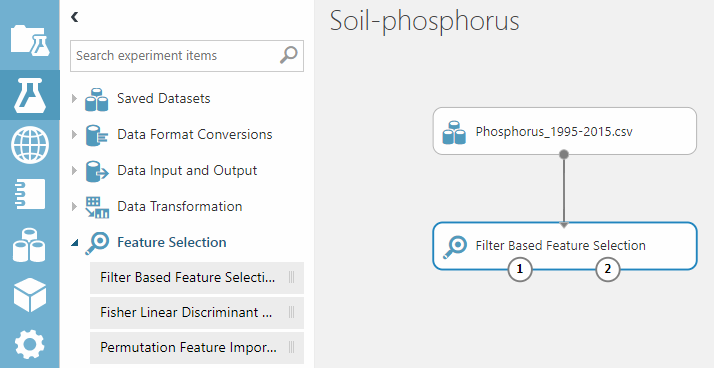 Soil-phosphorus
Search experiment items
Saved Datasets
Data Format Conversions
Data Input and Output
Data Transformation
Feature Selection
Filter Based Feature Selecti...
Fisher Linear Discriminant ...
Permutation Feature Impor...
Phosphorus_1995-2015.csv
Filter Based Feature Selection
1 2